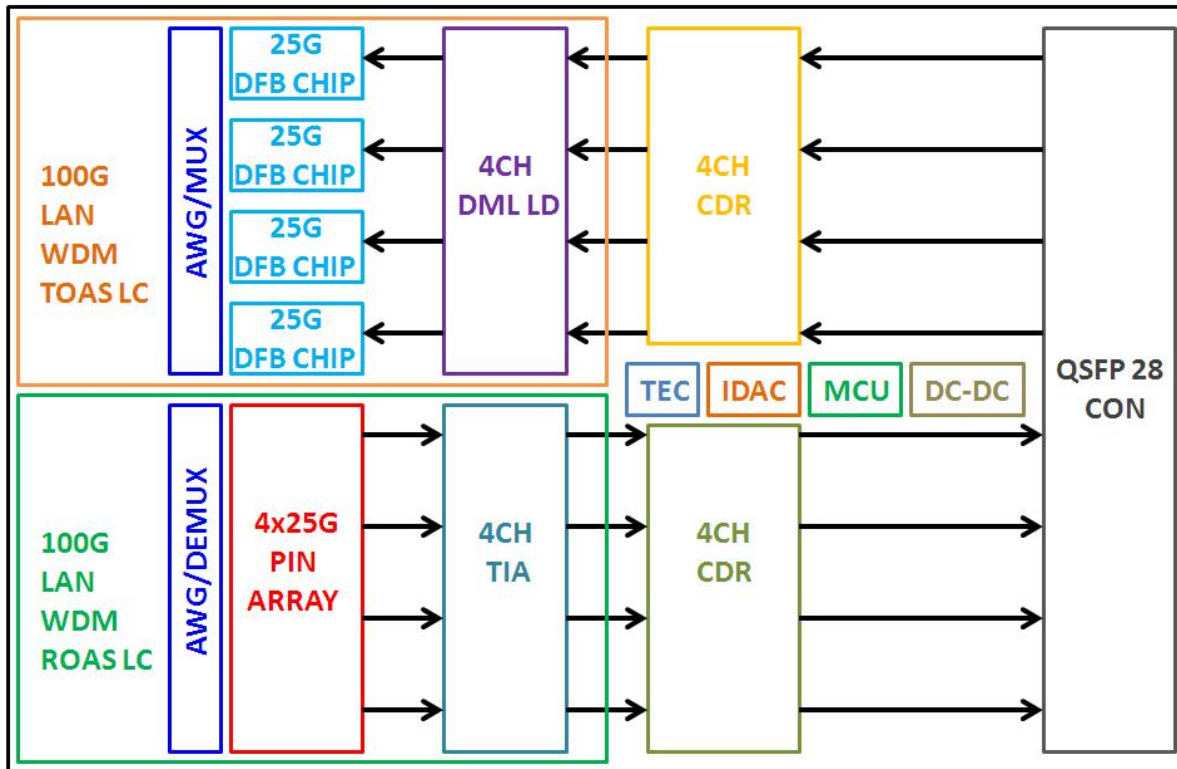 100G
LAN
WDM
TOAS LC
AWG/MUX
25G
DFB CHIP
25G
DFB CHIP
25G
DFB CHIP
25G
DFB CHIP
4CH
DML LD
4CH
CDR
TEC
IDAC
MCU
DC-DC
QSFP 28
CON
100G
LAN
WDM
ROAS LC
AWG/DEMUX
4x25G
PIN
ARRAY
4CH
TIA
4CH
CDR